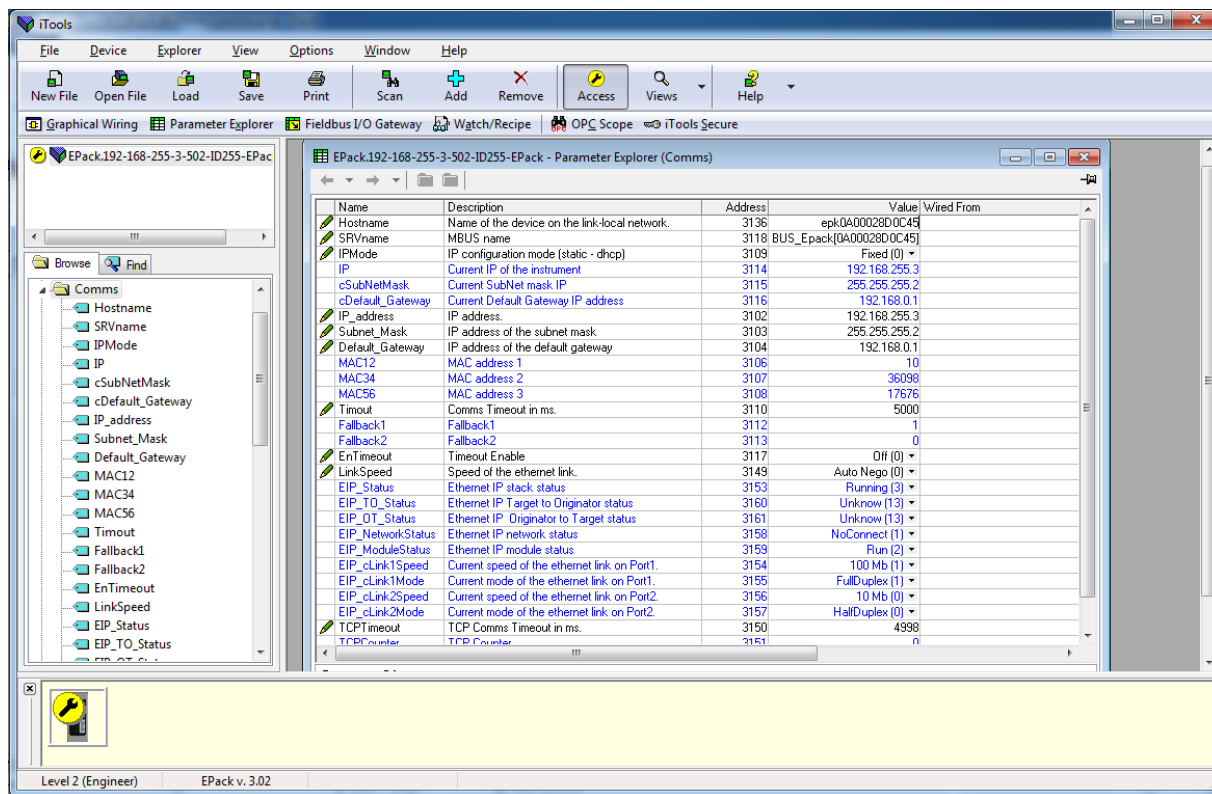 iTools
File Device Explorer View Options Window Help
New File Open File Load Save Print Scan Add Remove Access Views Help
Graphical Wiring Parameter Explorer Fieldbus I/O Gateway Watch/Recipe OPC Scope iTools Secure
EPack.192-168-255-3-502-ID255-EPac
Browse Find
Comms
Hostname
SRVname
IPMode
IP
cSubNetMask
cDefault_Gateway
IP_address
Subnet_Mask
Default_Gateway
MAC12
MAC34
MAC56
Timout
Fallback1
Fallback2
EnTimeout
LinkSpeed
EIP_Status
EIP_TO_Status
EPack.192-168-255-3-502-ID255-EPack - Parameter Explorer (Comms)
Name Description Address Value Wired From
Hostname Name of the device on the link-local network. 3136 epk0A00028D0C45
SRVname MBUS name 3118 BUS_Epack[0A00028D0C45]
IPMode IP configuration mode (static - dhcp) 3109 Fixed (0)
IP Current IP of the instrument 3114 192.168.255.3
cSubNetMask Current SubNet mask IP 3115 255.255.255.2
cDefault_Gateway Current Default Gateway IP address 3116 192.168.0.1
IP_address IP address. 3102 192.168.255.3
Subnet_Mask IP address of the subnet mask 3103 255.255.255.2
Default_Gateway IP address of the default gateway 3104 192.168.0.1
MAC12 MAC address 1 3106 10
MAC34 MAC address 2 3107 36098
MAC56 MAC address 3 3108 17676
Timout Comms Timeout in ms. 3110 5000
Fallback1 Fallback1 3112 1
Fallback2 Fallback2 3113 0
EnTimeout Timeout Enable 3117 Off (0)
LinkSpeed Speed of the ethernet link. 3149 Auto Nego (0)
EIP_Status Ethernet IP stack status 3153 Running (3)
EIP_TO_Status Ethernet IP Target to Originator status 3160 Unknow (13)
EIP_OT_Status Ethernet IP Originator to Target status 3161 Unknow (13)
EIP_NetworkStatus Ethernet IP network status 3158 NoConnect (1)
EIP_ModuleStatus Ethernet IP module status 3159 Run (2)
EIP_cLink1Speed Current speed of the ethernet link on Port1. 3154 100 Mb (1)
EIP_cLink1Mode Current mode of the ethernet link on Port1. 3155 FullDuplex (1)
EIP_cLink2Speed Current speed of the ethernet link on Port2. 3156 10 Mb (0)
EIP_cLink2Mode Current mode of the ethernet link on Port2. 3157 HalfDuplex (0)
TCPTimeout TCP Comms Timeout in ms. 3150 4998
TCPCounter TCP Counter 3151 0
Level 2 (Engineer) EPack v. 3.02